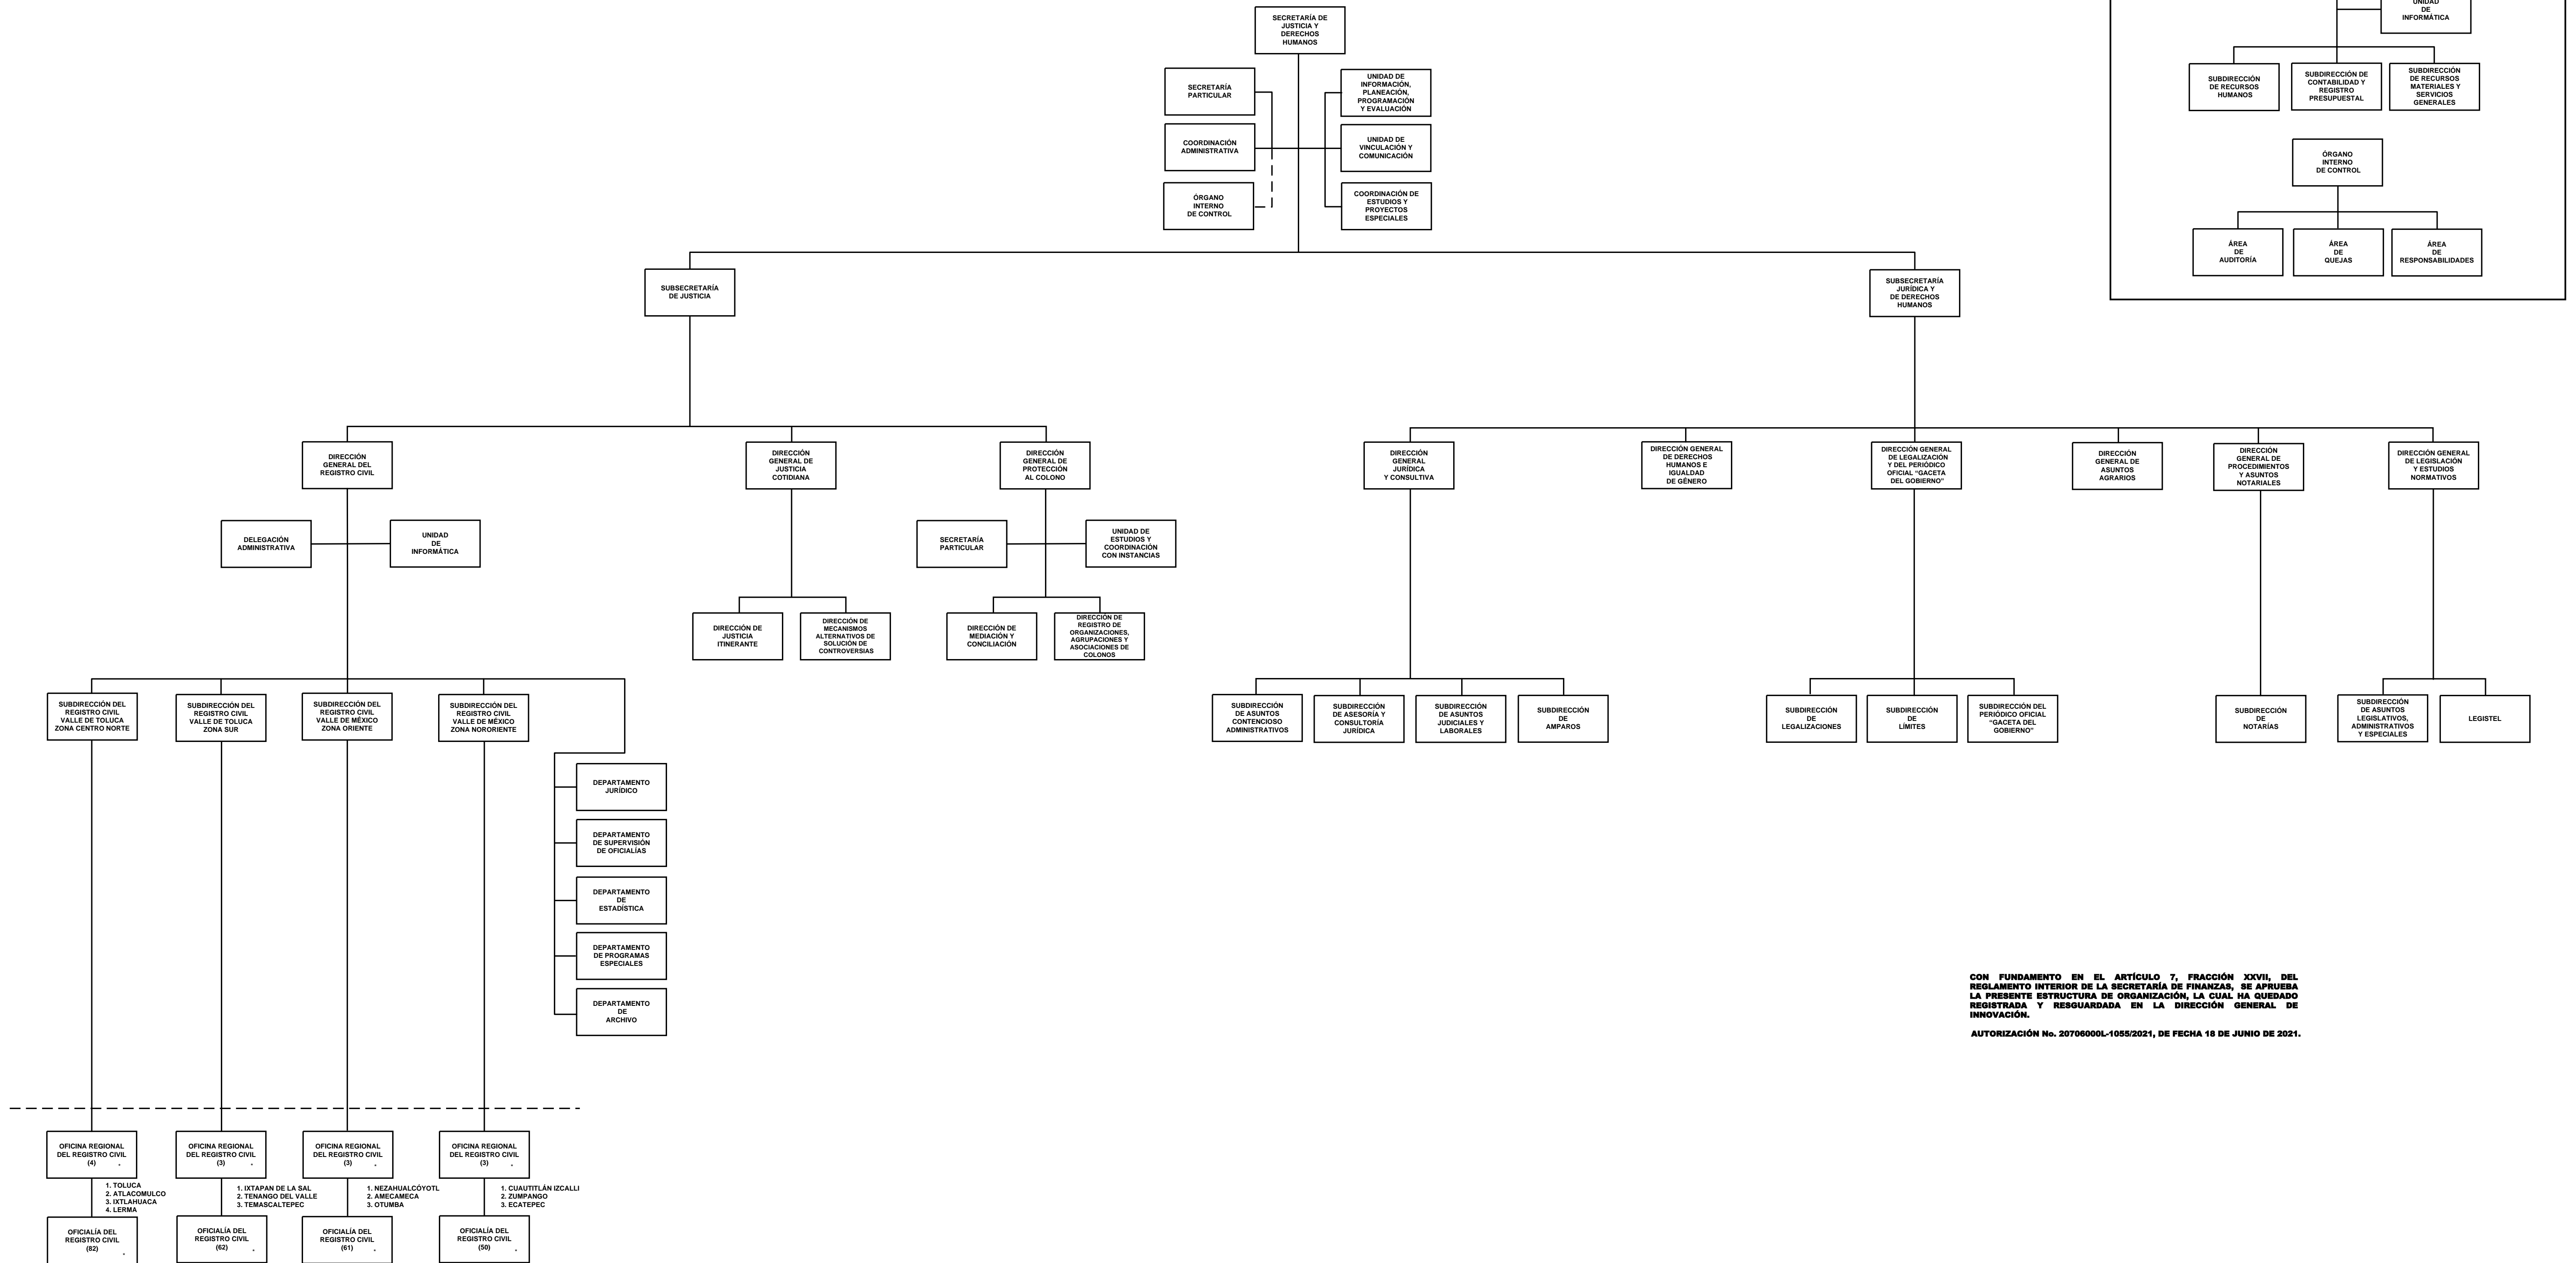 SECRETARÍA DE
JUSTICIA Y
DERECHOS
HUMANOS
SECRETARÍA
PARTICULAR
UNIDAD DE
INFORMACIÓN,
PLANEACIÓN,
PROGRAMACIÓN
Y EVALUACIÓN
COORDINACIÓN
ADMINISTRATIVA
UNIDAD DE
VINCULACIÓN Y
COMUNICACIÓN
ÓRGANO
INTERNO
DE CONTROL
COORDINACIÓN DE
ESTUDIOS Y
PROYECTOS
ESPECIALES
UNIDAD
DE
INFORMÁTICA
SUBDIRECCIÓN
DE RECURSOS
HUMANOS
SUBDIRECCIÓN DE
CONTABILIDAD Y
REGISTRO
PRESUPUESTAL
SUBDIRECCIÓN
DE RECURSOS
MATERIALES Y
SERVICIOS
GENERALES
ÓRGANO
INTERNO
DE CONTROL
ÁREA
DE
AUDITORÍA
ÁREA
DE
QUEJAS
ÁREA
DE
RESPONSABILIDADES
SUBSECRETARÍA
DE JUSTICIA
SUBSECRETARÍA
JURÍDICA Y
DE DERECHOS
HUMANOS
DIRECCIÓN
GENERAL DEL
REGISTRO CIVIL
DIRECCIÓN
GENERAL DE
JUSTICIA
COTIDIANA
DIRECCIÓN
GENERAL DE
PROTECCIÓN
AL COLONO
DIRECCIÓN
GENERAL
JURÍDICA
Y CONSULTIVA
DIRECCIÓN GENERAL
DE DERECHOS
HUMANOS E
IGUALDAD
DE GÉNERO
DIRECCIÓN GENERAL
DE LEGALIZACIÓN
Y DEL PERIÓDICO
OFICIAL “GACETA
DEL GOBIERNO”
DIRECCIÓN
GENERAL DE
ASUNTOS
AGRARIOS
DIRECCIÓN
GENERAL DE
PROCEDIMIENTOS
Y ASUNTOS
NOTARIALES
DIRECCIÓN GENERAL
DE LEGISLACIÓN
Y ESTUDIOS
NORMATIVOS
DELEGACIÓN
ADMINISTRATIVA
UNIDAD
DE
INFORMÁTICA
SECRETARÍA
PARTICULAR
UNIDAD DE
ESTUDIOS Y
COORDINACIÓN
CON INSTANCIAS
DIRECCIÓN DE
JUSTICIA
ITINERANTE
DIRECCIÓN DE
MECANISMOS
ALTERNATIVOS DE
SOLUCIÓN DE
CONTROVERSIAS
DIRECCIÓN DE
MEDIACIÓN Y
CONCILIACIÓN
DIRECCIÓN DE
REGISTRO DE
ORGANIZACIONES,
AGRUPACIONES Y
ASOCIACIONES DE
COLONOS
SUBDIRECCIÓN DEL
REGISTRO CIVIL
VALLE DE TOLUCA
ZONA CENTRO NORTE
SUBDIRECCIÓN DEL
REGISTRO CIVIL
VALLE DE TOLUCA
ZONA SUR
SUBDIRECCIÓN DEL
REGISTRO CIVIL
VALLE DE MÉXICO
ZONA ORIENTE
SUBDIRECCIÓN DEL
REGISTRO CIVIL
VALLE DE MÉXICO
ZONA NORORIENTE
SUBDIRECCIÓN
DE ASUNTOS
CONTENCIOSO
ADMINISTRATIVOS
SUBDIRECCIÓN
DE ASESORÍA Y
CONSULTORÍA
JURÍDICA
SUBDIRECCIÓN
DE ASUNTOS
JUDICIALES Y
LABORALES
SUBDIRECCIÓN
DE
AMPAROS
SUBDIRECCIÓN
DE
LEGALIZACIONES
SUBDIRECCIÓN
DE
LÍMITES
SUBDIRECCIÓN DEL
PERIÓDICO OFICIAL
“GACETA DEL
GOBIERNO”
SUBDIRECCIÓN
DE
NOTARÍAS
SUBDIRECCIÓN
DE ASUNTOS
LEGISLATIVOS,
ADMINISTRATIVOS
Y ESPECIALES
LEGISTEL
DEPARTAMENTO
JURÍDICO
DEPARTAMENTO
DE SUPERVISIÓN
DE OFICIALÍAS
DEPARTAMENTO
DE
ESTADÍSTICA
DEPARTAMENTO
DE PROGRAMAS
ESPECIALES
DEPARTAMENTO
DE
ARCHIVO
CON FUNDAMENTO EN EL ARTÍCULO 7, FRACCIÓN XXVII, DEL
REGLAMENTO INTERIOR DE LA SECRETARÍA DE FINANZAS, SE APRUEBA
LA PRESENTE ESTRUCTURA DE ORGANIZACIÓN, LA CUAL HA QUEDADO
REGISTRADA Y RESGUARDADA EN LA DIRECCIÓN GENERAL DE
INNOVACIÓN.
AUTORIZACIÓN No. 20706000L-1055/2021, DE FECHA 18 DE JUNIO DE 2021.
OFICINA REGIONAL
DEL REGISTRO CIVIL
(4) *
OFICINA REGIONAL
DEL REGISTRO CIVIL
(3) *
OFICINA REGIONAL
DEL REGISTRO CIVIL
(3) *
OFICINA REGIONAL
DEL REGISTRO CIVIL
(3) *
1. TOLUCA
2. ATLACOMULCO
3. IXTLAHUACA
4. LERMA
1. IXTAPAN DE LA SAL
2. TENANGO DEL VALLE
3. TEMASCALTEPEC
1. NEZAHUALCÓYOTL
2. AMECAMECA
3. OTUMBA
1. CUAUTITLÁN IZCALLI
2. ZUMPANGO
3. ECATEPEC
OFICIALÍA DEL
REGISTRO CIVIL
(82) *
OFICIALÍA DEL
REGISTRO CIVIL
(62) *
OFICIALÍA DEL
REGISTRO CIVIL
(61) *
OFICIALÍA DEL
REGISTRO CIVIL
(50) *